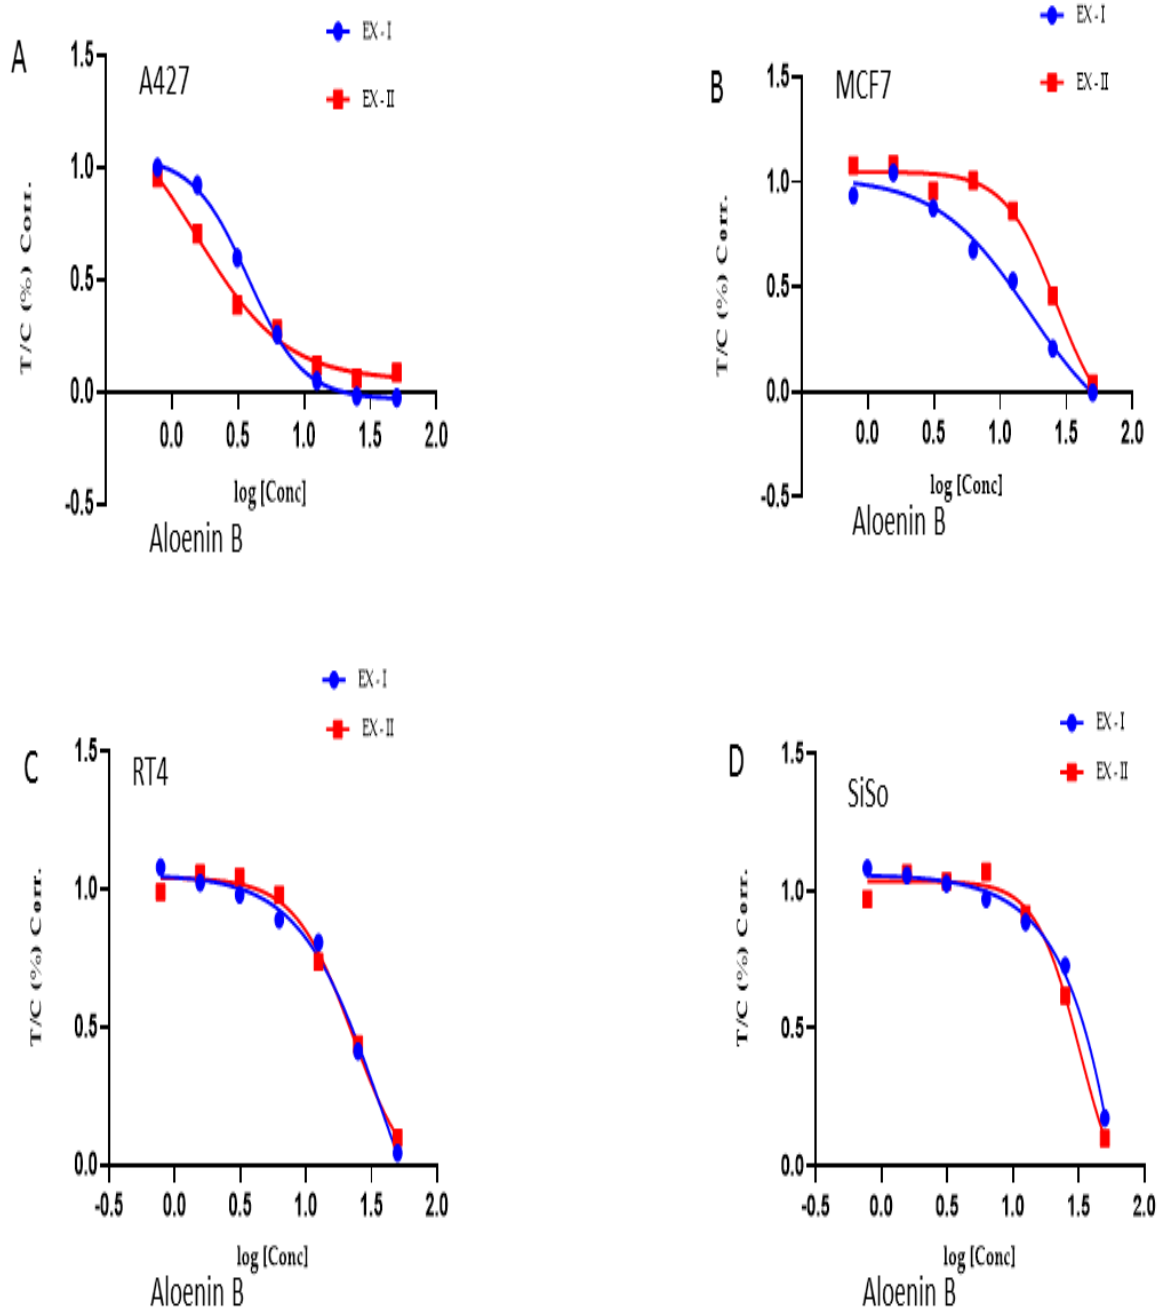 A
A427
EX - I
EX - II
1.5
1.0
0.5
0.0
-0.5
T/C (%) Corr.
0.0 0.5 1.0 1.5 2.0
log [Conc]
Aloenin B
B
MCF7
EX - I
EX - II
1.5
1.0
0.5
0.0
-0.5
T/C (%) Corr.
0.0 0.5 1.0 1.5 2.0
log [Conc]
Aloenin B
C
RT4
EX - I
EX - II
1.5
1.0
0.5
0.0
T/C (%) Corr.
-0.5 0.0 0.5 1.0 1.5 2.0
log [Conc]
Aloenin B
D
SiSo
EX - I
EX - II
1.5
1.0
0.5
0.0
T/C (%) Corr.
-0.5 0.0 0.5 1.0 1.5 2.0
log [Conc]
Aloenin B